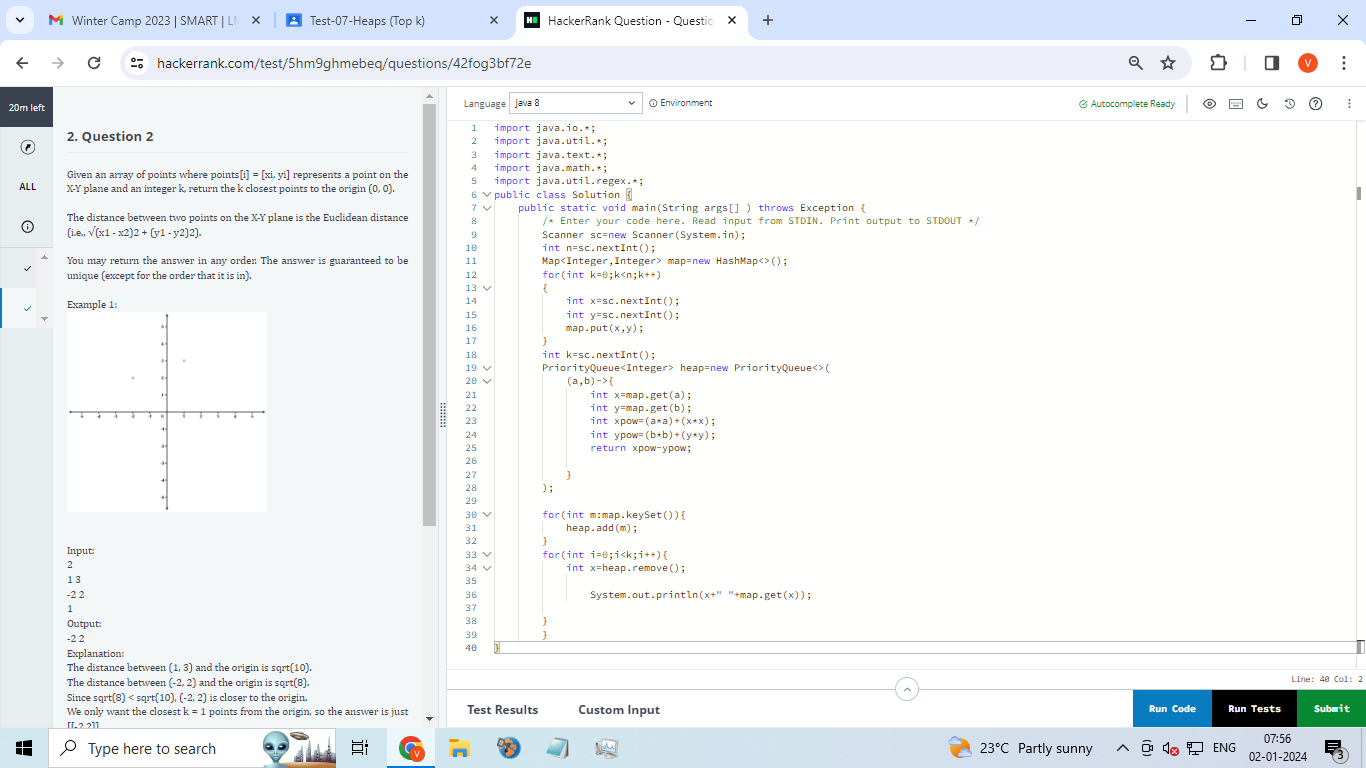 Winter Camp 2023 | SMART | LM
Test-07-Heaps (Top k)
HackerRank Question - Questio
hackerrank.com/test/5hm9ghmebeq/questions/42fog3bf72e
V
20m left
ALL
2. Question 2
Given an array of points where points[i] = [xi, yi] represents a point on the
X-Y plane and an integer k, return the k closest points to the origin (0, 0).
The distance between two points on the X-Y plane is the Euclidean distance
(i.e., √(x1 - x2)2 + (y1 - y2)2).
You may return the answer in any order. The answer is guaranteed to be
unique (except for the order that it is in).
Example 1:
Input:
2
1 3
-2 2
1
Output:
-2 2
Explanation:
The distance between (1, 3) and the origin is sqrt(10).
The distance between (-2, 2) and the origin is sqrt(8).
Since sqrt(8) < sqrt(10), (-2, 2) is closer to the origin.
We only want the closest k = 1 points from the origin, so the answer is just
[[-2,2]]
Language Java 8 Environment
Autocomplete Ready
1 import java.io.*;
2 import java.util.*;
3 import java.text.*;
4 import java.math.*;
5 import java.util.regex.*;
6 public class Solution {
7 public static void main(String args[] ) throws Exception {
8 /* Enter your code here. Read input from STDIN. Print output to STDOUT */
9 Scanner sc=new Scanner(System.in);
10 int n=sc.nextInt();
11 Map<Integer,Integer> map=new HashMap<>();
12 for(int k=0;k<n;k++)
13 {
14 int x=sc.nextInt();
15 int y=sc.nextInt();
16 map.put(x,y);
17 }
18 int k=sc.nextInt();
19 PriorityQueue<Integer> heap=new PriorityQueue<>(
20 (a,b)->{
21 int x=map.get(a);
22 int y=map.get(b);
23 int xpow=(a*a)+(x*x);
24 int ypow=(b*b)+(y*y);
25 return xpow-ypow;
26
27 }
28 );
29
30 for(int m:map.keySet()){
31 heap.add(m);
32 }
33 for(int i=0;i<k;i++){
34 int x=heap.remove();
35
36 System.out.println(x+" "+map.get(x));
37
38 }
39 }
40 }
Line: 40 Col: 2
Test Results
Custom Input
Run Code
Run Tests
Submit
Type here to search
V
23°C Partly sunny
ENG
07:56
02-01-2024
3